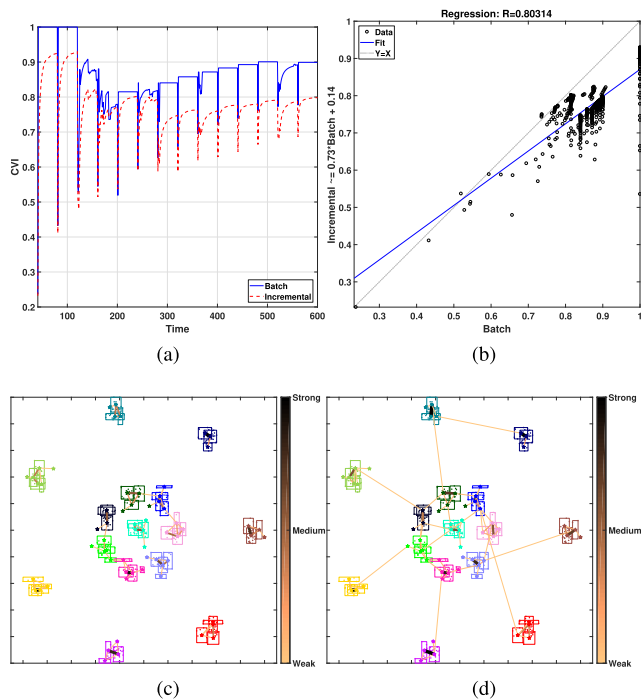 1
0.9
0.8
0.7
0.6
0.5
0.4
0.3
0.2
CVI
100
200
300
400
500
600
Time
Batch
Incremental
(a)
Regression: R=0.80314
Data
Fit
Y=X
Incremental ~= 0.73*Batch + 0.14
1
0.9
0.8
0.7
0.6
0.5
0.4
0.3
0.3
0.4
0.5
0.6
0.7
0.8
0.9
1
Batch
(b)
Strong
Medium
Weak
(c)
Strong
Medium
Weak
(d)